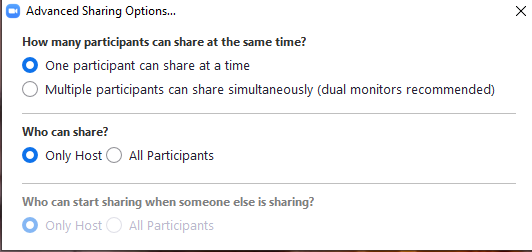 Advanced Sharing Options...
How many participants can share at the same time?
One participant can share at a time
Multiple participants can share simultaneously (dual monitors recommended)
Who can share?
Only Host All Participants
Who can start sharing when someone else is sharing?
Only Host All Participants